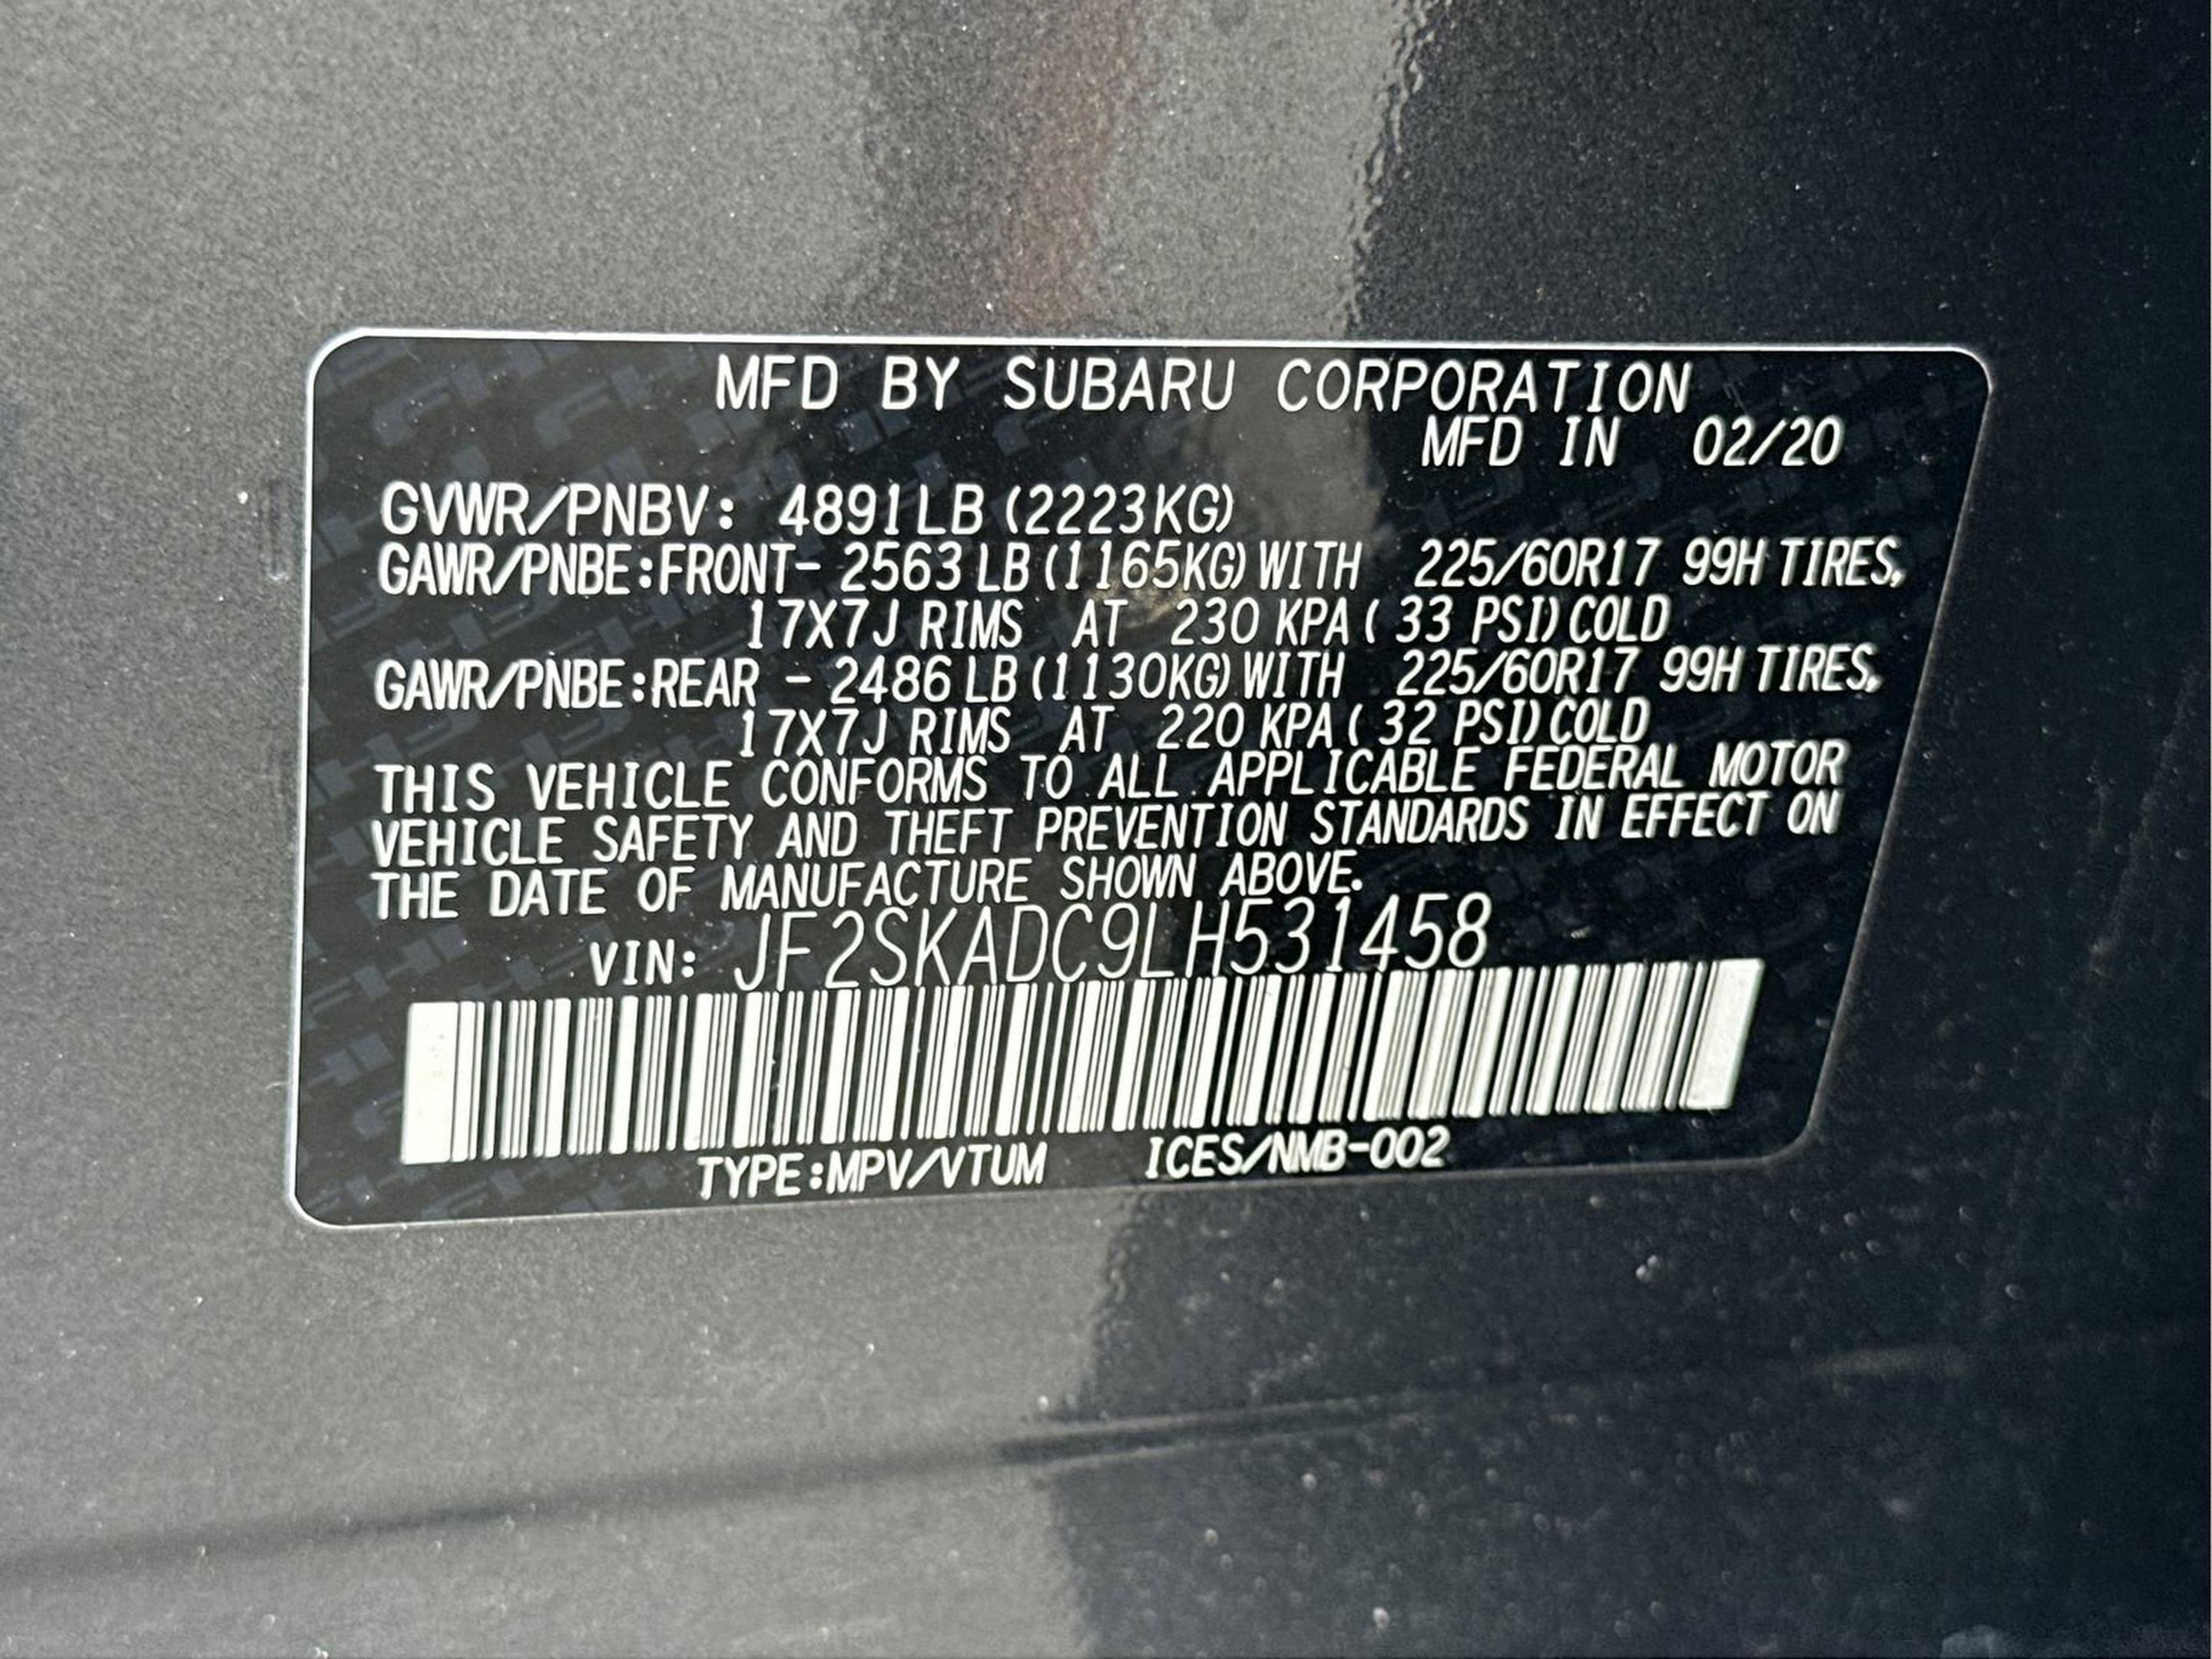 MFD BY SUBARU CORPORATION
MFD IN 02/20
GVWR/PNBV: 4891LB (2223KG)
GAWR/PNBE:FRONT- 2563 LB (1165KG) WITH 225/60R17 99H TIRES,
17X7J RIMS AT 230 KPA ( 33 PSI) COLD
GAWR/PNBE:REAR - 2486 LB (1130KG) WITH 225/60R17 99H TIRES,
17X7J RIMS AT 220 KPA ( 32 PSI) COLD
THIS VEHICLE CONFORMS TO ALL APPLICABLE FEDERAL MOTOR
VEHICLE SAFETY AND THEFT PREVENTION STANDARDS IN EFFECT ON
THE DATE OF MANUFACTURE SHOWN ABOVE.
VIN: JF2SKADC9LH531458
TYPE:MPV/VTUM ICES/NMB-002